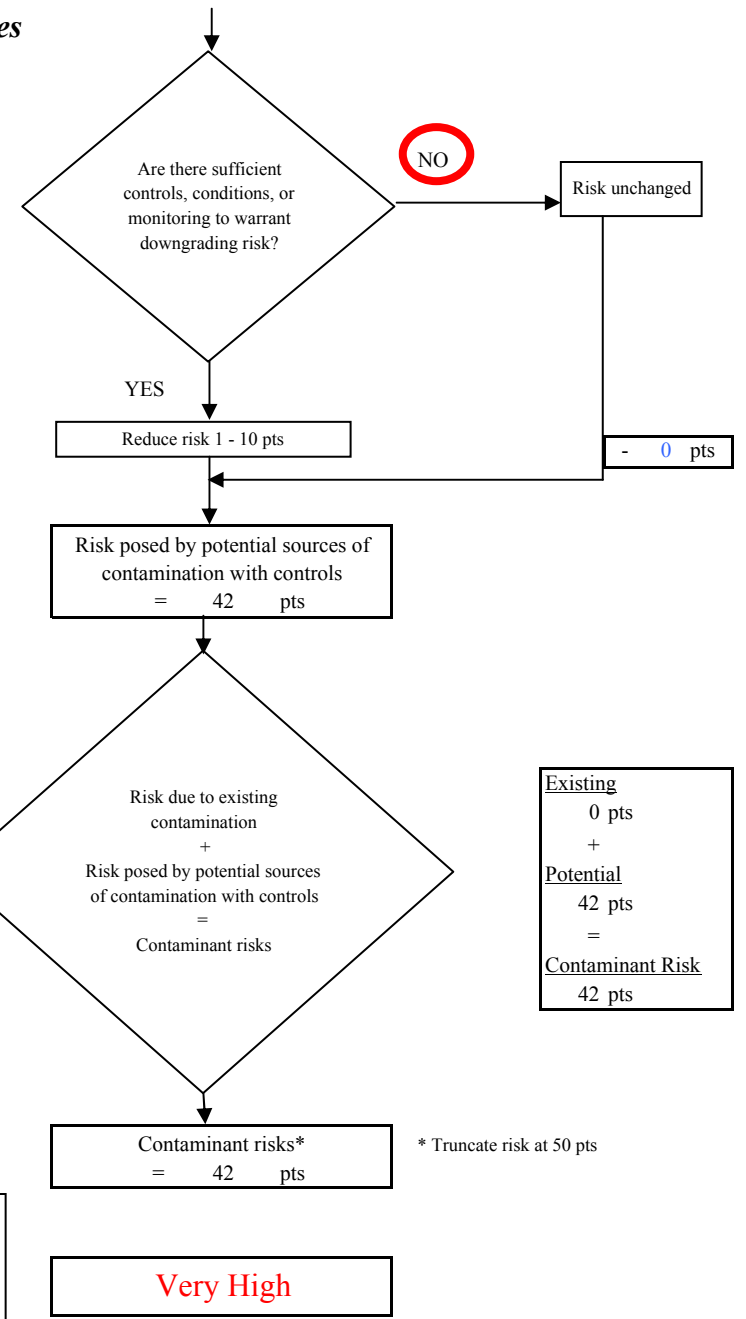 es
Are there sufficient
controls, conditions, or
monitoring to warrant
downgrading risk?
NO
Risk unchanged
YES
Reduce risk 1 - 10 pts
- 0 pts
Risk posed by potential sources of
contamination with controls
= 42 pts
Risk due to existing
contamination
+
Risk posed by potential sources
of contamination with controls
=
Contaminant risks
Existing
0 pts
+
Potential
42 pts
=
Contaminant Risk
42 pts
Contaminant risks*
= 42 pts
* Truncate risk at 50 pts
Very High